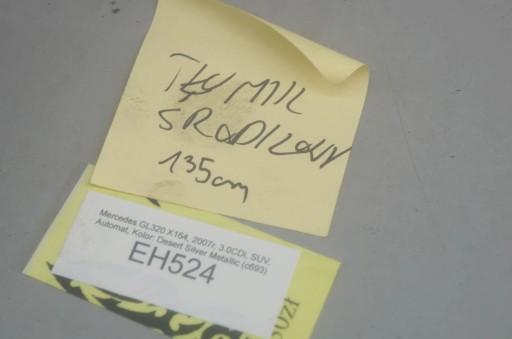 TŁUMIK
ŚRODKOWY
135cm
Mercedes GL320 X164, 2007r, 3.0CDi, SUV,
Automat, Kolor: Desert Silver Metallic (c693)
EH524